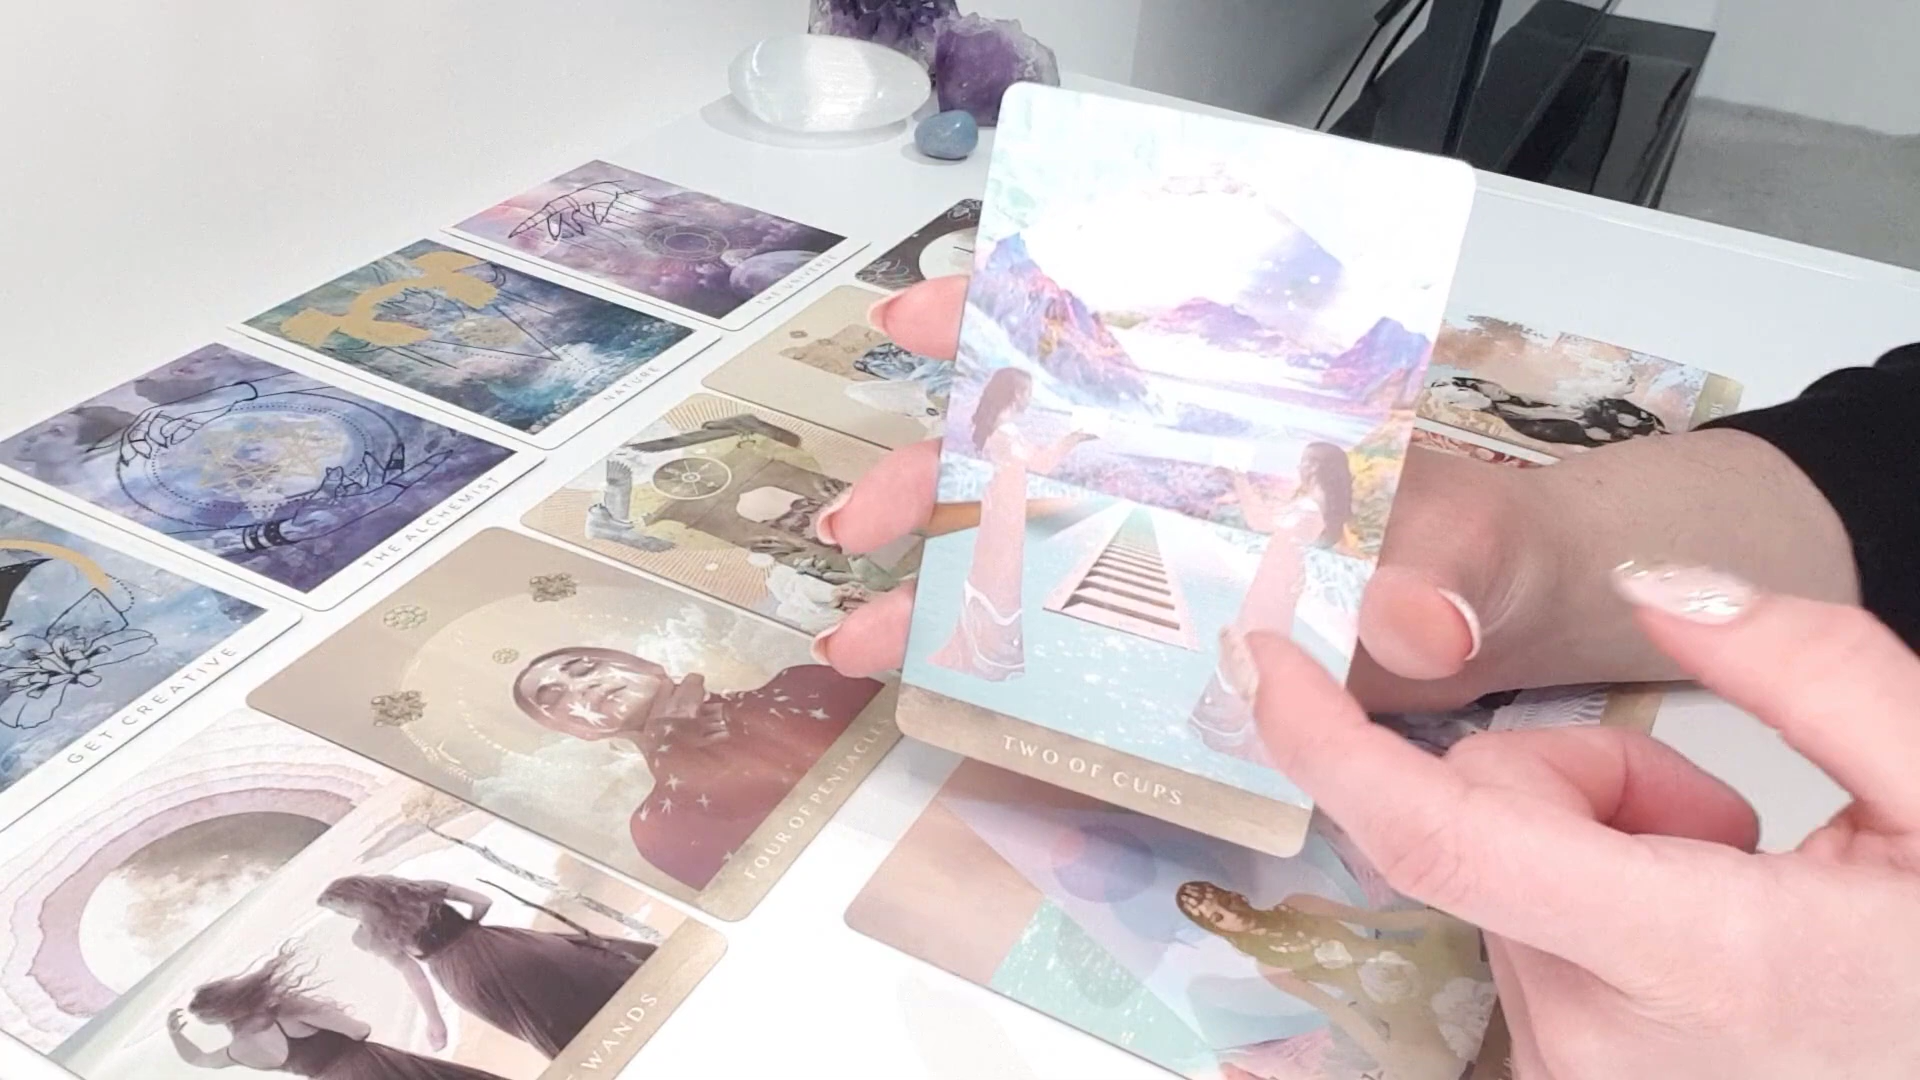 THE UNIVERSE
NATURE
THE ALCHEMIST
GET CREATIVE
TWO OF CUPS
FOUR OF PENTACLES
WANDS